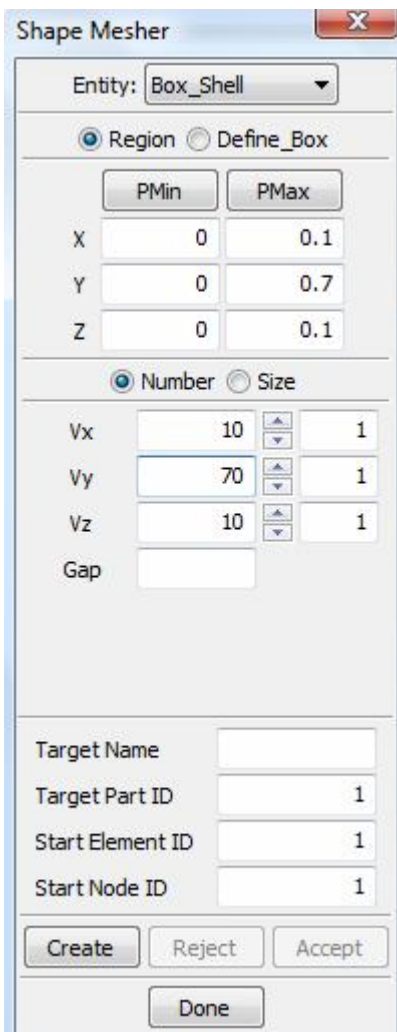 Shape Mesher
Entity: Box_Shell
Region Define_Box
PMin PMax
X 0 0.1
Y 0 0.7
Z 0 0.1
Number Size
Vx 10 1
Vy 70 1
Vz 10 1
Gap
Target Name
Target Part ID 1
Start Element ID 1
Start Node ID 1
Create Reject Accept
Done